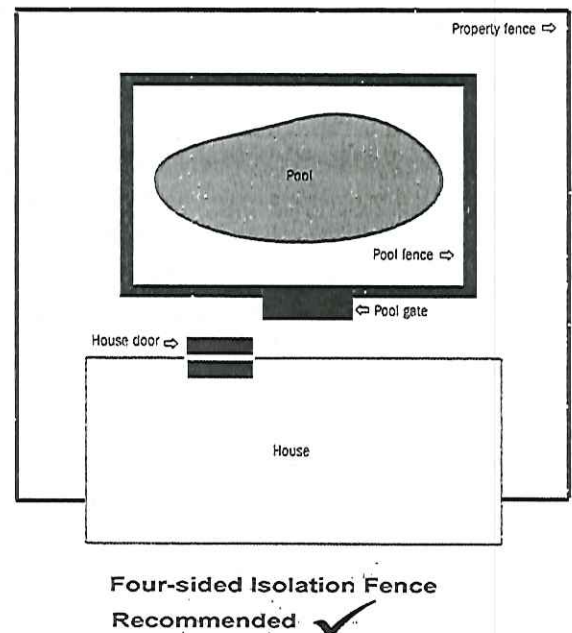 Property fence ⇨
Pool
Pool fence ⇨
⇦ Pool gate
House door ⇨
House
Four-sided Isolation Fence
Recommended ✓